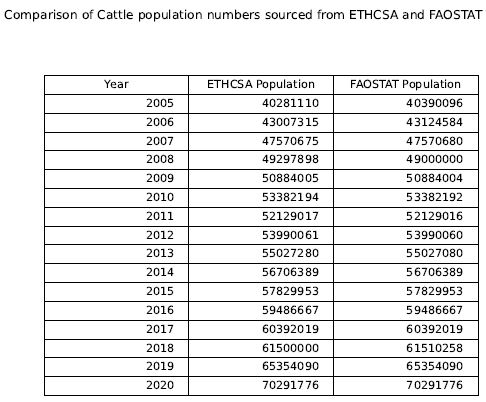 Comparison of Cattle population numbers sourced from ETHCSA and FAOSTAT
Year ETHCSA Population FAOSTAT Population
2005 40281110 40390096
2006 43007315 43124584
2007 47570675 47570680
2008 49297898 49000000
2009 50884005 50884004
2010 53382194 53382192
2011 52129017 52129016
2012 53990061 53990060
2013 55027280 55027080
2014 56706389 56706389
2015 57829953 57829953
2016 59486667 59486667
2017 60392019 60392019
2018 61500000 61510258
2019 65354090 65354090
2020 70291776 70291776